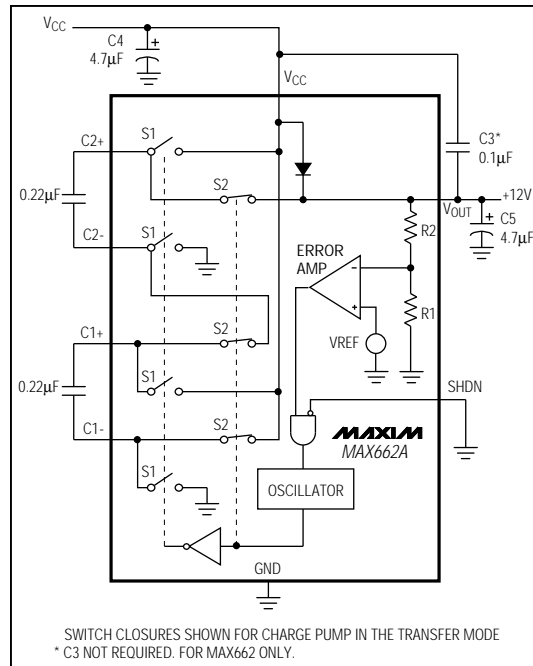 VCC
C4
4.7µF
VCC
C2+
S1
C3*
0.1µF
0.22µF
S2
VOUT
+12V
C5
4.7µF
C2-
S1
R2
ERROR
AMP
-
+
R1
C1+
S2
VREF
0.22µF
S1
SHDN
C1-
S2
MAXIM
MAX662A
S1
OSCILLATOR
GND
SWITCH CLOSURES SHOWN FOR CHARGE PUMP IN THE TRANSFER MODE
* C3 NOT REQUIRED. FOR MAX662 ONLY.